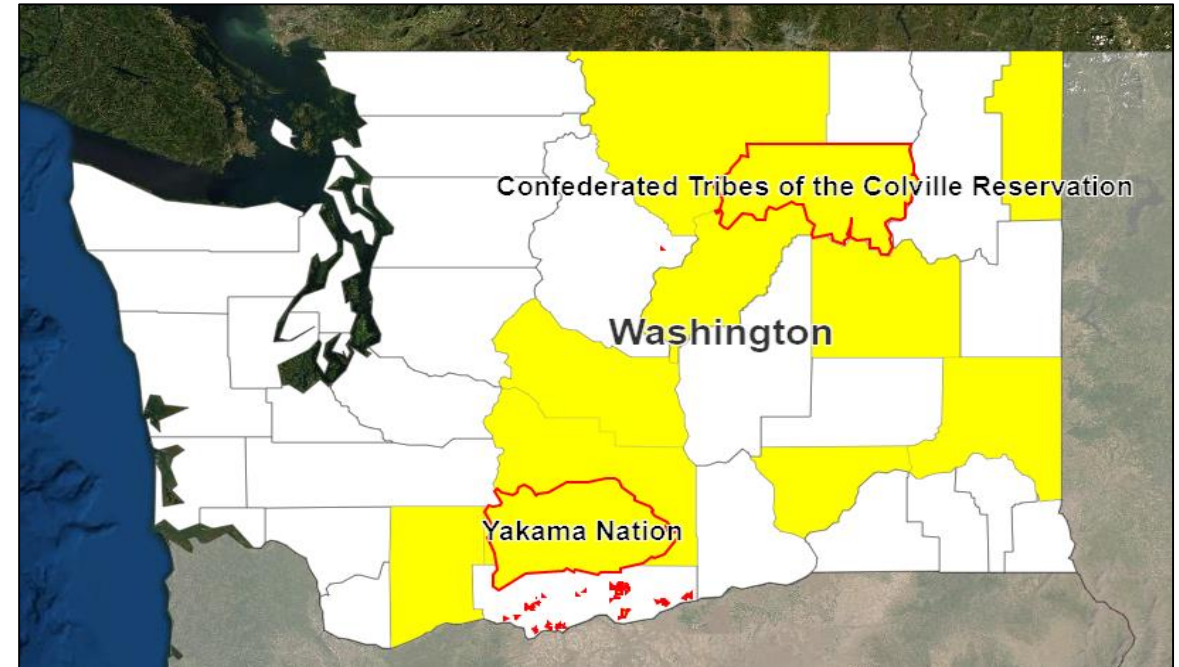 Confederated Tribes of the Colville Reservation
Washington
Yakama Nation